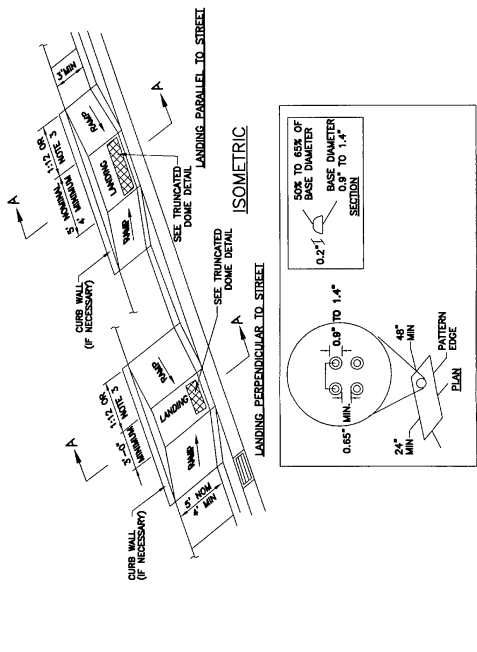 A
CURB WALL
(IF NECESSARY)
3'-0"
MINIMUM
1:12 OR
NOTE 3
RAMP
LANDING
RAMP
5' NOM
4' MIN
SEE TRUNCATED
DOME DETAIL
A
LANDING PERPENDICULAR TO STREET
A
CURB WALL
(IF NECESSARY)
5' NOMINAL
4' MINIMUM
1:12 OR
NOTE 3
3' MIN
RAMP
LANDING
RAMP
SEE TRUNCATED
DOME DETAIL
A
LANDING PARALLEL TO STREET
ISOMETRIC
0.65" MIN.
0.9" TO 1.4"
24"
MIN
48"
MIN
PATTERN
EDGE
PLAN
0.2"
50% TO 65% OF
BASE DIAMETER
BASE DIAMETER
0.9" TO 1.4"
SECTION